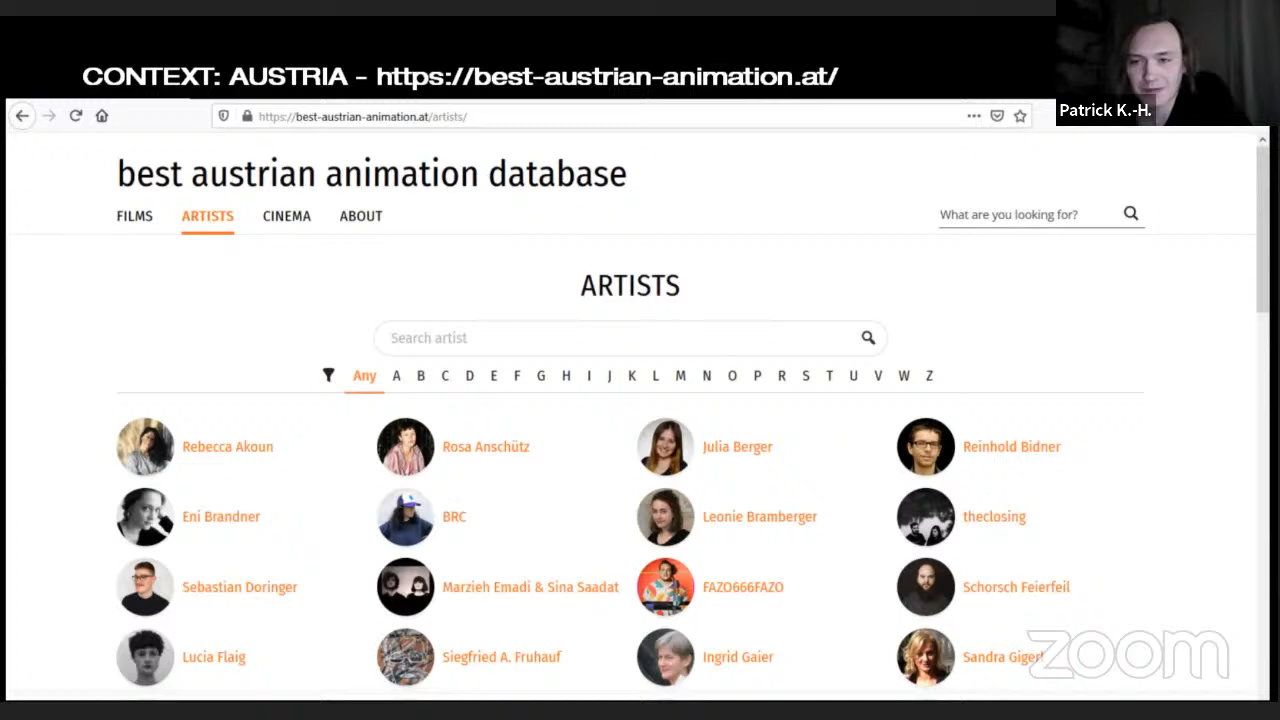 CONTEXT: AUSTRIA - https://best-austrian-animation.at/
Patrick K.-H.
https://best-austrian-animation.at/artists/
best austrian animation database
FILMS ARTISTS CINEMA ABOUT
What are you looking for?
ARTISTS
Search artist
Any A B C D E F G H I J K L M N O P R S T U V W Z
Rebecca Akoun Rosa Anschütz Julia Berger Reinhold Bidner
Eni Brandner BRC Leonie Bramberger theclosing
Sebastian Doringer Marzieh Emadi & Sina Saadat FAZO666FAZO Schorsch Feierfeil
Lucia Flaig Siegfried A. Fruhauf Ingrid Gaier Sandra
zoom